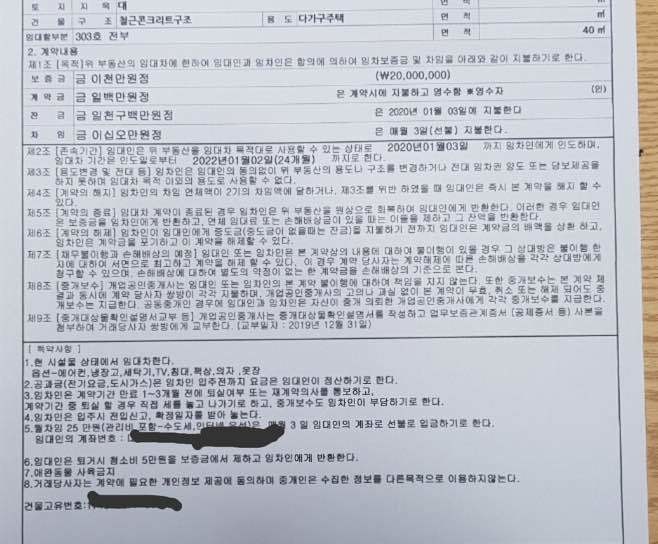 토 지 지 목 대 면 적 ㎡
건 물 구 조 철근콘크리트구조 용 도 다가구주택 면 적 ㎡
임대할부분 303호 전부 면 적 40 ㎡
2. 계약내용
제1조 [목적]위 부동산의 임대차에 한하여 임대인과 임차인은 합의에 의하여 임차보증금 및 차임을 아래와 같이 지불하기로 한다.
보 증 금 금 이천만원정 (₩20,000,000)
계 약 금 금 일백만원정 은 계약시에 지불하고 영수함 ※영수자 (인)
잔 금 금 일천구백만원정 은 2020년 01월 03일에 지불한다
차 임 금 이십오만원정 은 매월 3일(선불) 지불한다.
제2조 [존속기간] 임대인은 위 부동산을 임대차 목적대로 사용할 수 있는 상태로 2020년01월03일 까지 임차인에게 인도하며,
임대차 기간은 인도일로부터 2022년01월02일(24개월) 까지로 한다.
제3조 [용도변경 및 전대 등] 임차인은 임대인의 동의없이 위 부동산의 용도나 구조를 변경하거나 전대 임차권 양도 또는 담보제공을
하지 못하며 임대차 목적 이외의 용도로 사용할 수 없다.
제4조 [계약의 해지] 임차인의 차임 연체액이 2기의 차임액에 달하거나, 제3조를 위반 하였을 때 임대인은 즉시 본 계약을 해지 할 수
있다.
제5조 [계약의 종료] 임대차 계약이 종료된 경우 임차인은 위 부동산을 원상으로 회복하여 임대인에게 반환한다. 이러한 경우 임대인
은 보증금을 임차인에게 반환하고, 연체 임대료 또는 손해배상금이 있을 때는 이들을 제하고 그 잔액을 반환한다.
제6조 [계약의 해제] 임차인이 임대인에게 중도금(중도금이 없을때는 잔금)을 지불하기 전까지 임대인은 계약금의 배액을 상환 하고,
임차인은 계약금을 포기하고 이 계약을 해제할 수 있다.
제7조 [채무불이행과 손해배상의 예정] 임대인 또는 임차인은 본 계약상의 내용에 대하여 불이행이 있을 경우 그 상대방은 불이행 한
자에 대하여 서면으로 최고하고 계약을 해제 할 수 있다. 이 경우 계약 당사자는 계약해제에 따른 손해배상을 각각 상대방에게
청구할 수 있으며, 손해배상에 대하여 별도의 약정이 없는 한 계약금을 손해배상의 기준으로 본다.
제8조 [중개보수] 개업공인중개사는 임대인 또는 임차인의 본 계약 불이행에 대하여 책임을 지지 않는다. 또한 중개보수는 본 계약 체
결과 동시에 계약 당사자 쌍방이 각각 지불하며, 개업공인중개사의 고의나 과실 없이 본 계약이 무효, 취소 또는 해제 되어도 중
개보수는 지급한다. 공동중개인 경우에 임대인과 임차인은 자신이 중개 의뢰한 개업공인중개사에게 각각 중개보수를 지급한다.
제9조 [중개대상물확인설명서교부 등] 개업공인중개사는 중개대상물확인설명서를 작성하고 업무보증관계증서 (공제증서 등) 사본을
첨부하여 거래당사자 쌍방에게 교부한다. (교부일자 : 2019년 12월 31일)
[ 특약사항 ]
1.현 시설물 상태에서 임대차한다.
옵션-에어컨,냉장고,세탁기,TV,침대,책상,의자 ,옷장
2.공과금(전기요금,도시가스)은 임차인 입주전까지 요금은 임대인이 정산하기로 한다.
3.임차인은 계약기간 만료 1~3개월 전에 퇴실여부 또는 재계약의사를 통보하고,
계약기간 중 퇴실 할 경우 직접 세를 놓고 나가기로 하고, 중개보수도 임차인이 부담하기로 한다.
4.임차인은 입주시 전입신고, 확정일자를 받아 놓는다.
5.월차임 25 만원(관리비 포함-수도세,인터넷 유선)은 매월 3 일 임대인의 계좌로 선불로 입금하기로 한다.
임대인의 계좌번호 :
6.임대인은 퇴거시 청소비 5만원을 보증금에서 제하고 임차인에게 반환한다.
7.애완동물 사육금지
8.거래당사자는 계약에 필요한 개인정보 제공에 동의하며 중개인은 수집한 정보를 다른목적으로 이용하지않는다.
건물고유번호: